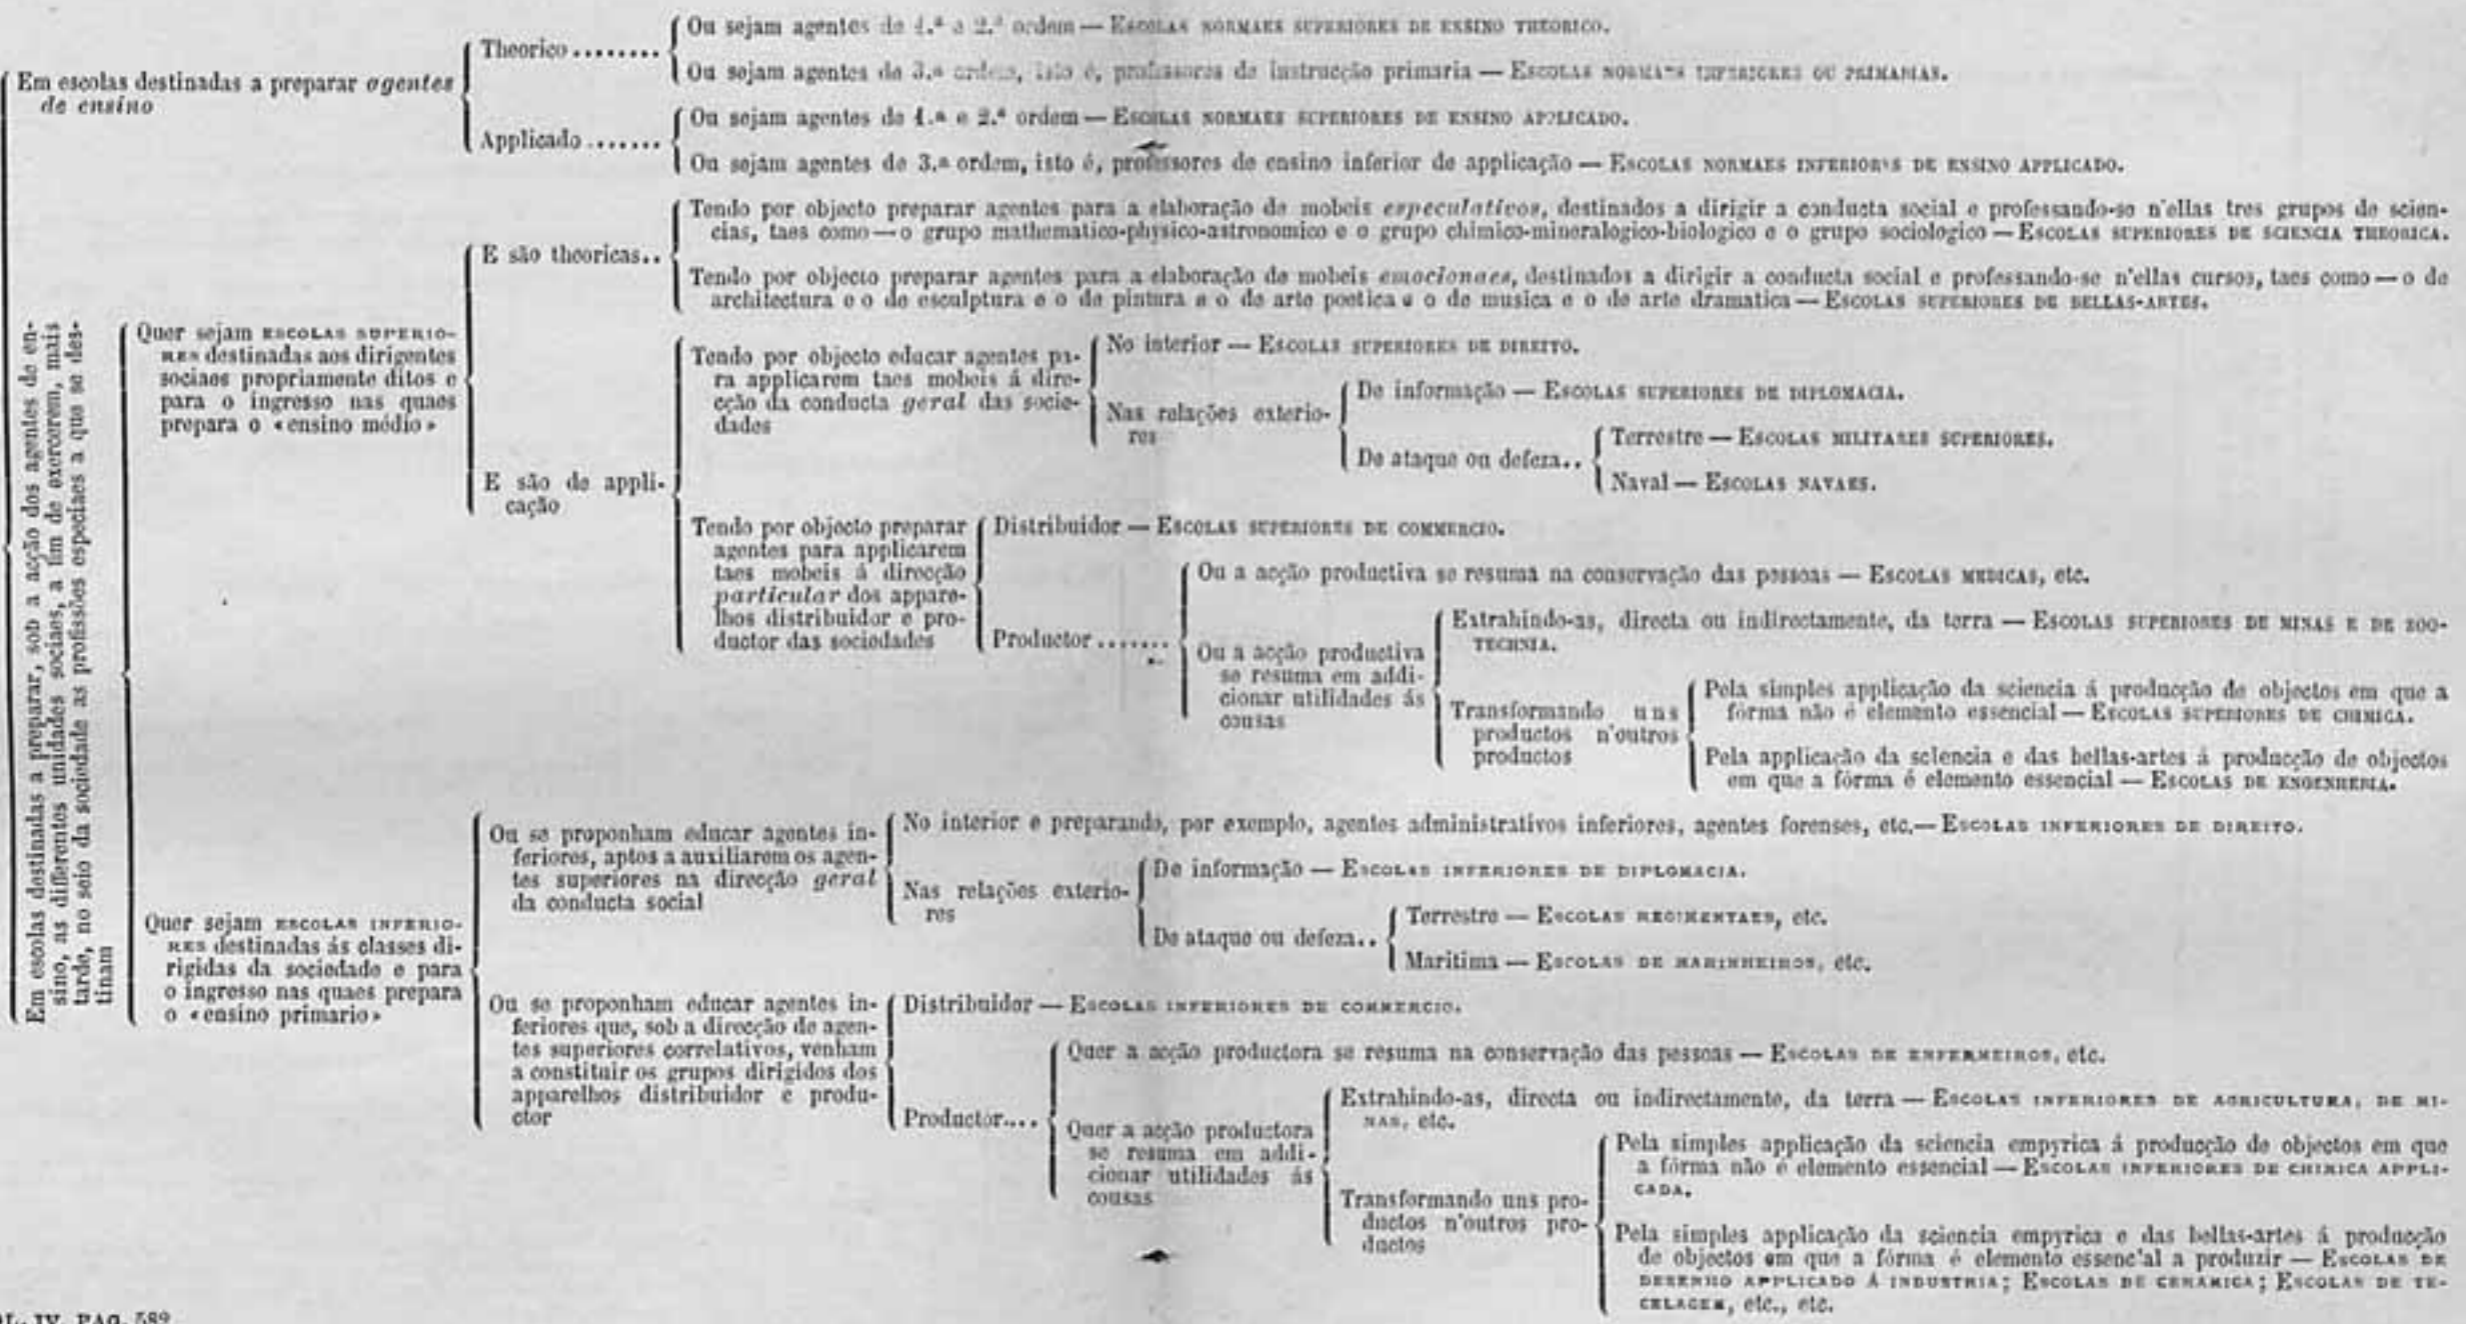 Em escolas destinadas a preparar agentes
de ensino
Theorico ........
Ou sejam agentes de 1.ª e 2.ª ordem — ESCOLAS NORMAES SUPERIORES DE ENSINO THEORICO.
Ou sejam agentes de 3.ª ordem, isto é, professores de instrucção primaria — ESCOLAS NORMAES INFERIORES OU PRIMARIAS.
Applicado .......
Ou sejam agentes de 1.ª e 2.ª ordem — ESCOLAS NORMAES SUPERIORES DE ENSINO APPLICADO.
Ou sejam agentes de 3.ª ordem, isto é, professores de ensino inferior de applicação — ESCOLAS NORMAES INFERIORES DE ENSINO APPLICADO.
Em escolas destinadas a preparar, sob a acção dos agentes de en-
sino, as differentes unidades sociaes, a fim de exercerem, mais
tarde, no seio da sociedade as profissões especiaes a que se des-
tinam
Quer sejam ESCOLAS SUPERIO-
RES destinadas aos dirigentes
sociaes propriamente ditos e
para o ingresso nas quaes
prepara o «ensino médio»
E são theoricas..
Tendo por objecto preparar agentes para a elaboração de mobeis especulativos, destinados a dirigir a conducta social e professando-se n'ellas tres grupos de scien-
cias, taes como — o grupo mathematico-physico-astronomico e o grupo chimico-mineralogico-biologico e o grupo sociologico — ESCOLAS SUPERIORES DE SCIENCIA THEORICA.
Tendo por objecto preparar agentes para a elaboração de mobeis emocionaes, destinados a dirigir a conducta social e professando-se n'ellas cursos, taes como — o de
architectura e o de esculptura e o de pintura e o de arte poetica e o de musica e o de arte dramatica — ESCOLAS SUPERIORES DE BELLAS-ARTES.
E são de appli-
cação
Tendo por objecto educar agentes pa-
ra applicarem taes mobeis á dire-
cção da conducta geral das socie-
dades
No interior — ESCOLAS SUPERIORES DE DIREITO.
Nas relações exterio-
res
De informação — ESCOLAS SUPERIORES DE DIPLOMACIA.
De ataque ou defeza..
Terrestre — ESCOLAS MILITARES SUPERIORES.
Naval — ESCOLAS NAVAES.
Tendo por objecto preparar
agentes para applicarem
taes mobeis á direcção
particular dos appare-
lhos distribuidor e pro-
ductor das sociedades
Distribuidor — ESCOLAS SUPERIORES DE COMMERCIO.
Productor .......
Ou a acção productiva se resuma na conservação das pessoas — ESCOLAS MEDICAS, etc.
Ou a acção productiva
se resuma em addi-
cionar utilidades ás
cousas
Extrahindo-as, directa ou indirectamente, da terra — ESCOLAS SUPERIORES DE MINAS E DE ZOO-
TECHNIA.
Transformando uns
productos n'outros
productos
Pela simples applicação da sciencia á producção de objectos em que a
fórma não é elemento essencial — ESCOLAS SUPERIORES DE CHIMICA.
Pela applicação da sciencia e das bellas-artes á producção de objectos
em que a fórma é elemento essencial — ESCOLAS DE ENGENHERIA.
Quer sejam ESCOLAS INFERIO-
RES destinadas ás classes di-
rigidas da sociedade e para
o ingresso nas quaes prepara
o «ensino primario»
Ou se proponham educar agentes in-
feriores, aptos a auxiliarem os agen-
tes superiores na direcção geral
da conducta social
No interior e preparando, por exemplo, agentes administrativos inferiores, agentes forenses, etc. — ESCOLAS INFERIORES DE DIREITO.
Nas relações exterio-
res
De informação — ESCOLAS INFERIORES DE DIPLOMACIA.
De ataque ou defeza..
Terrestre — ESCOLAS REGIMENTAES, etc.
Maritima — ESCOLAS DE MARINHEIROS, etc.
Ou se proponham educar agentes in-
feriores que, sob a direcção de agen-
tes superiores correlativos, venham
a constituir os grupos dirigidos dos
apparelhos distribuidor e produ-
ctor
Distribuidor — ESCOLAS INFERIORES DE COMMERCIO.
Productor....
Quer a acção productora se resuma na conservação das pessoas — ESCOLAS DE ENFERMEIROS, etc.
Quer a acção productora
se resuma em addi-
cionar utilidades ás
cousas
Extrahindo-as, directa ou indirectamente, da terra — ESCOLAS INFERIORES DE AGRICULTURA, DE MI-
NAS, etc.
Transformando uns pro-
ductos n'outros pro-
ductos
Pela simples applicação da sciencia empyrica á producção de objectos em que
a fórma não é elemento essencial — ESCOLAS INFERIORES DE CHIMICA APPLI-
CADA.
Pela simples applicação da sciencia empyrica e das bellas-artes á producção
de objectos em que a fórma é elemento essenc'al a produzir — ESCOLAS DE
DESENHO APPLICADO Á INDUSTRIA; ESCOLAS DE CERAMICA; ESCOLAS DE TE-
CELAGEM, etc., etc.
IV. PAG. 589